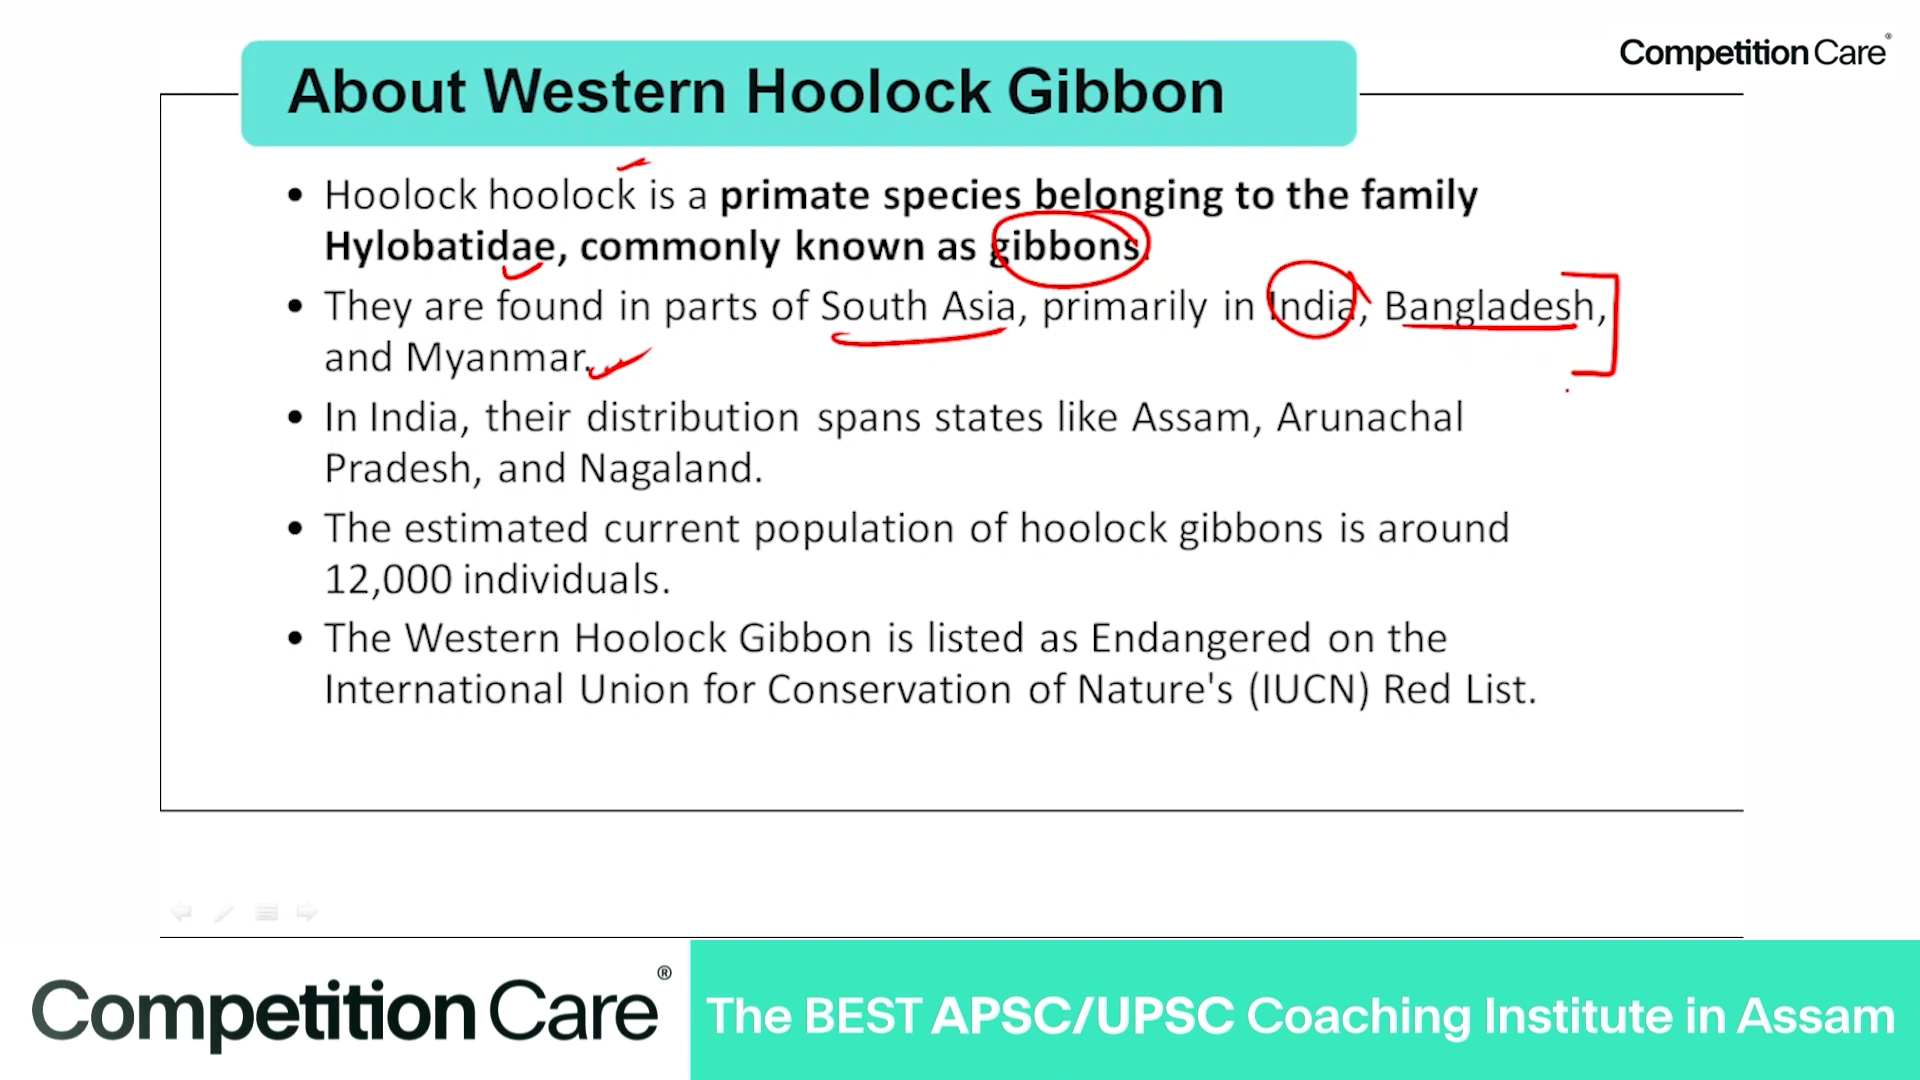 Competition Care®
About Western Hoolock Gibbon
• Hoolock hoolock is a primate species belonging to the family
Hylobatidae, commonly known as gibbons.
• They are found in parts of South Asia, primarily in India, Bangladesh,
and Myanmar.
• In India, their distribution spans states like Assam, Arunachal
Pradesh, and Nagaland.
• The estimated current population of hoolock gibbons is around
12,000 individuals.
• The Western Hoolock Gibbon is listed as Endangered on the
International Union for Conservation of Nature's (IUCN) Red List.
Competition Care®
The BEST APSC/UPSC Coaching Institute in Assam